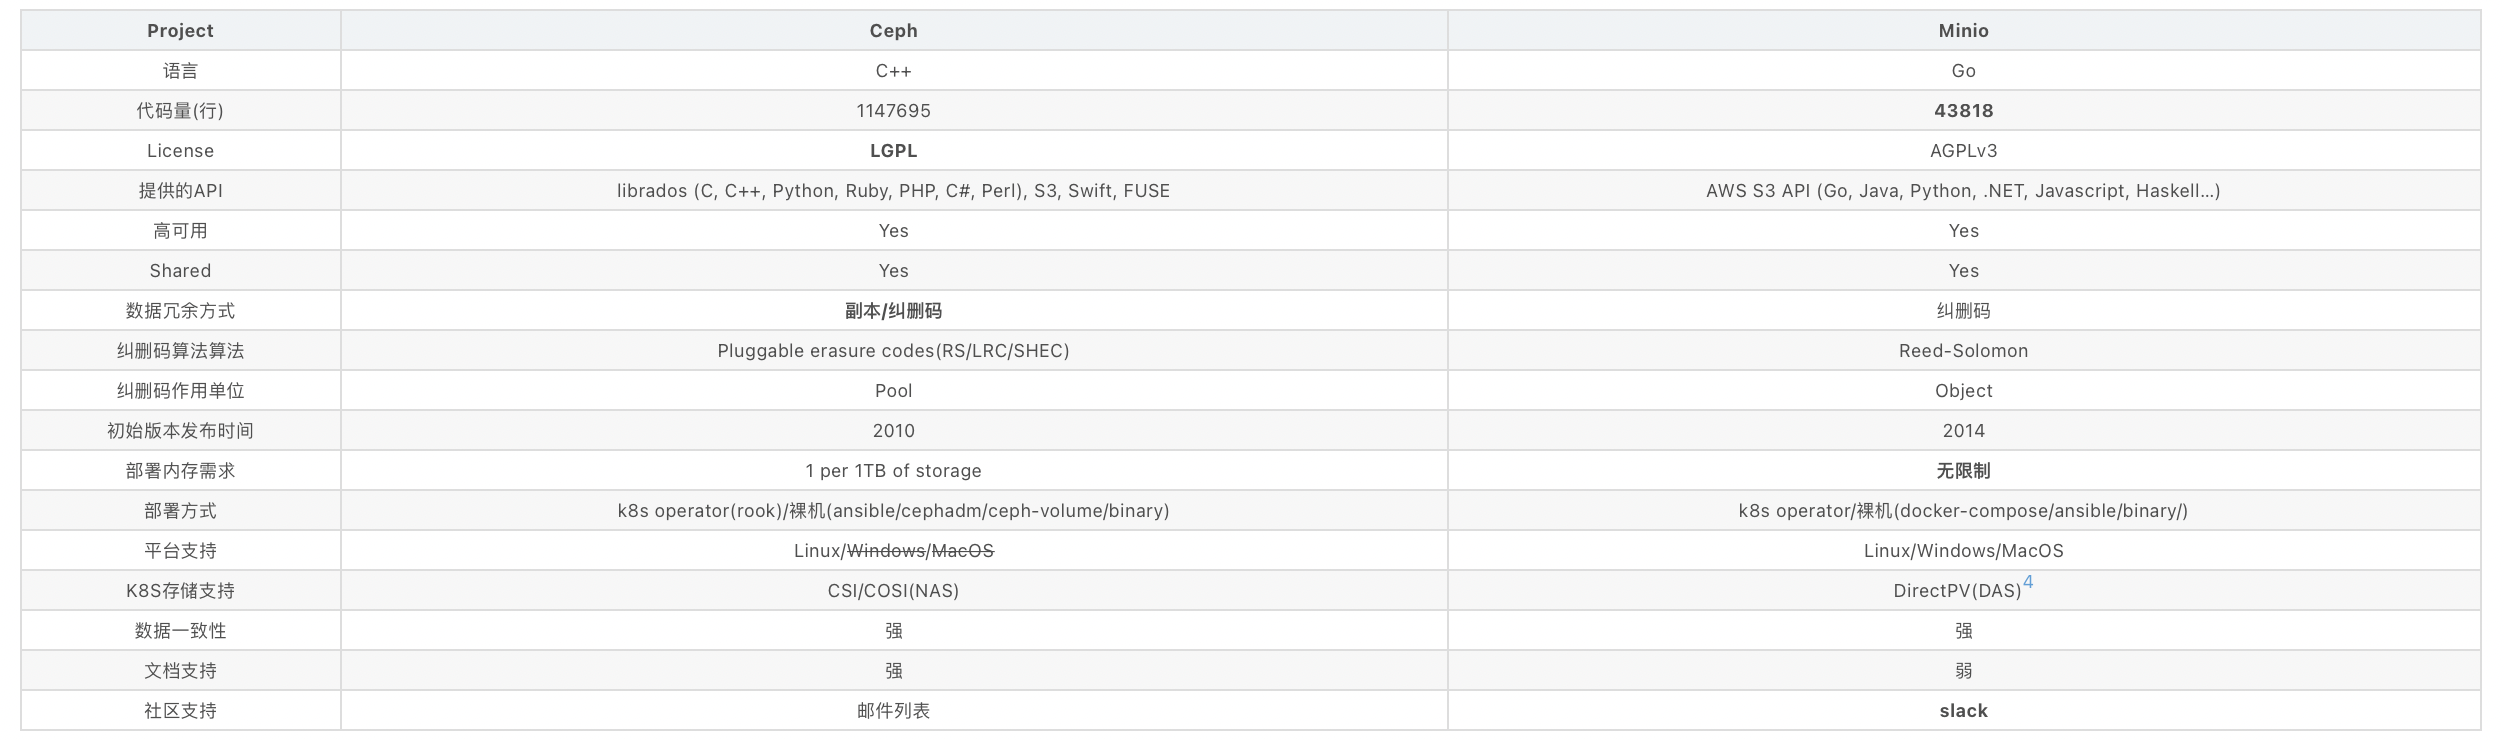 Project Ceph Minio
语言 C++ Go
代码量(行) 1147695 43818
License LGPL AGPLv3
提供的API librados (C, C++, Python, Ruby, PHP, C#, Perl), S3, Swift, FUSE AWS S3 API (Go, Java, Python, .NET, Javascript, Haskell...)
高可用 Yes Yes
Shared Yes Yes
数据冗余方式 副本/纠删码 纠删码
纠删码算法算法 Pluggable erasure codes(RS/LRC/SHEC) Reed-Solomon
纠删码作用单位 Pool Object
初始版本发布时间 2010 2014
部署内存需求 1 per 1TB of storage 无限制
部署方式 k8s operator(rook)/裸机(ansible/cephadm/ceph-volume/binary) k8s operator/裸机(docker-compose/ansible/binary/)
平台支持 Linux/Windows/MacOS Linux/Windows/MacOS
K8S存储支持 CSI/COSI(NAS) DirectPV(DAS)4
数据一致性 强 强
文档支持 强 弱
社区支持 邮件列表 slack